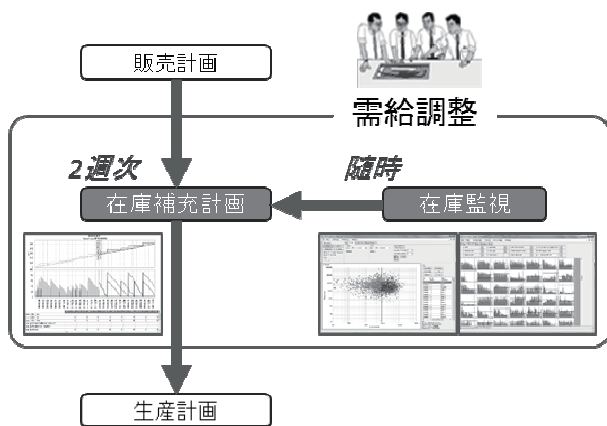 販売計画
需給調整
2週次
随時
在庫補充計画
在庫監視
生産計画